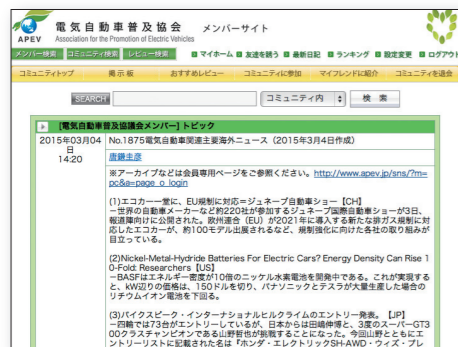 電気自動車普及協会 メンバーサイト
APEV Association for the Promotion of Electric Vehicles
メンバー検索 コミュニティ検索 レビュー検索 マイホーム 友達を誘う 最新日記 ランキング 設定変更 ログアウト
コミュニティトップ 掲示板 おすすめレビュー コミュニティに参加 マイフレンドに紹介 コミュニティを退会
SEARCH コミュニティ内 検 索
[電気自動車普及協議会メンバー] トピック
2015年03月04日
14:20
No.1875電気自動車関連主要海外ニュース（2015年3月4日作成）
唐鎌圭彦
※アーカイブなどは会員専用ページをご参照ください。http://www.apev.jp/sns/?m=
pc&a=page_o_login
(1)エコカー一堂に、EU規制に対応＝ジュネーブ自動車ショー【CH】
－世界の自動車メーカーなど約220社が参加するジュネーブ国際自動車ショーが3日、
報道陣向けに公開された。欧州連合（EU）が2021年に導入する新たな排ガス規制に対
応したエコカーが、約100モデル出展されるなど、規制強化に向けた各社の取り組みが
目立っている。
(2)Nickel-Metal-Hydride Batteries For Electric Cars? Energy Density Can Rise 1
0-Fold: Researchers【US】
－BASFはエネルギー密度が10倍のニッケル水素電池を開発中である。これが実現する
と、kW辺りの価格は、150ドルを切り、パナソニックとテスラが大量生産した場合の
リチウムイオン電池を下回る。
(3)パイクスピーク・インターナショナルヒルクライムのエントリー発表。【JP】
－四輪では73台がエントリーしているが、日本からは田嶋伸博と、3度のスーパーGT3
00クラスチャンピオンである山野哲也が挑戦することになった。今回山野とともにエ
ントリーリストに記載された名は『ホンダ・エレクトリックSH-AWD・ウィズ・プレ